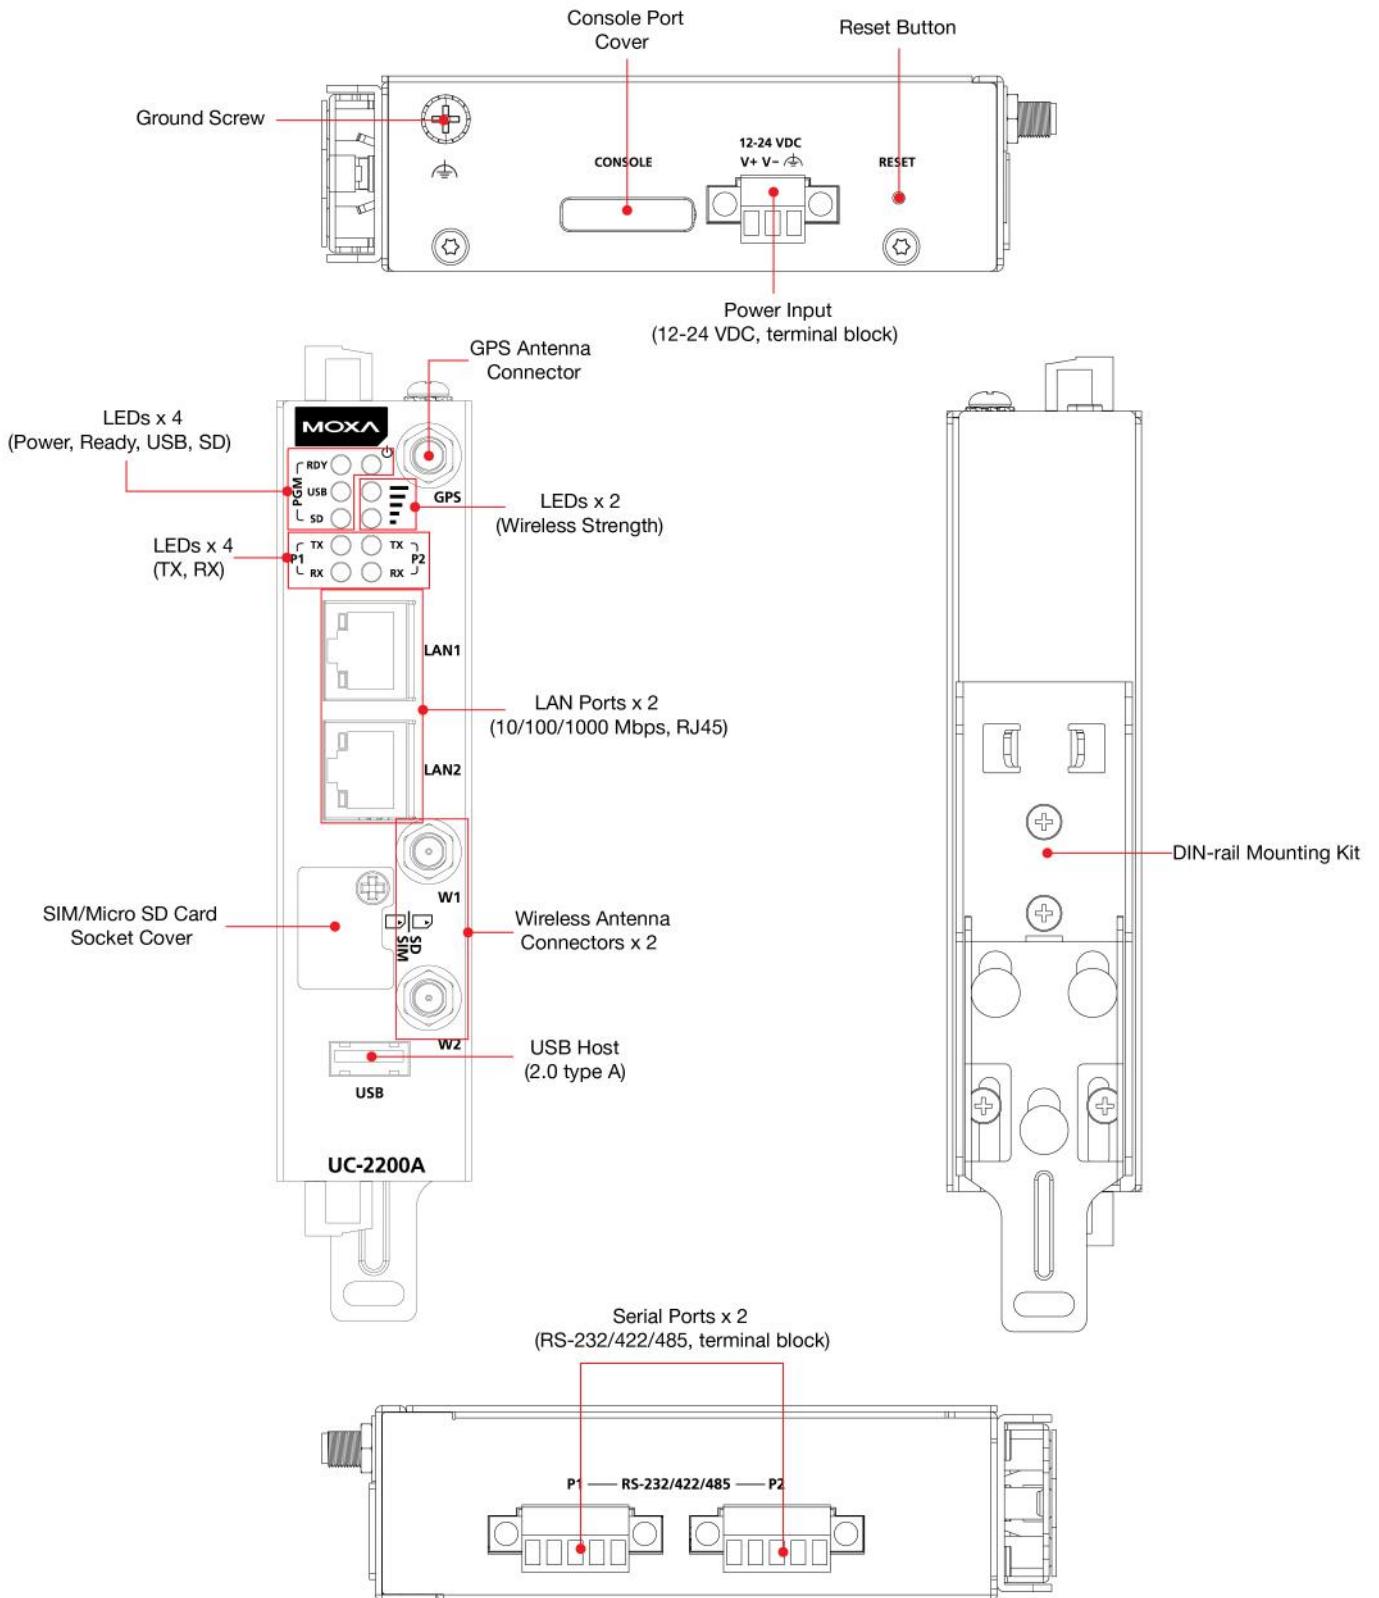 Console Port
Cover
Reset Button
Ground Screw
12-24 VDC
V+ V-
CONSOLE
RESET
Power Input
(12-24 VDC, terminal block)
GPS Antenna
Connector
LEDs x 4
(Power, Ready, USB, SD)
MOXA
RDY
USB
SD
PGM
GPS
LEDs x 2
(Wireless Strength)
LEDs x 4
(TX, RX)
TX TX
P1 P2
RX RX
LAN1
LAN Ports x 2
(10/100/1000 Mbps, RJ45)
LAN2
DIN-rail Mounting Kit
W1
SIM/Micro SD Card
Socket Cover
SD
SIM
Wireless Antenna
Connectors x 2
W2
USB Host
(2.0 type A)
USB
UC-2200A
Serial Ports x 2
(RS-232/422/485, terminal block)
P1 RS-232/422/485 P2